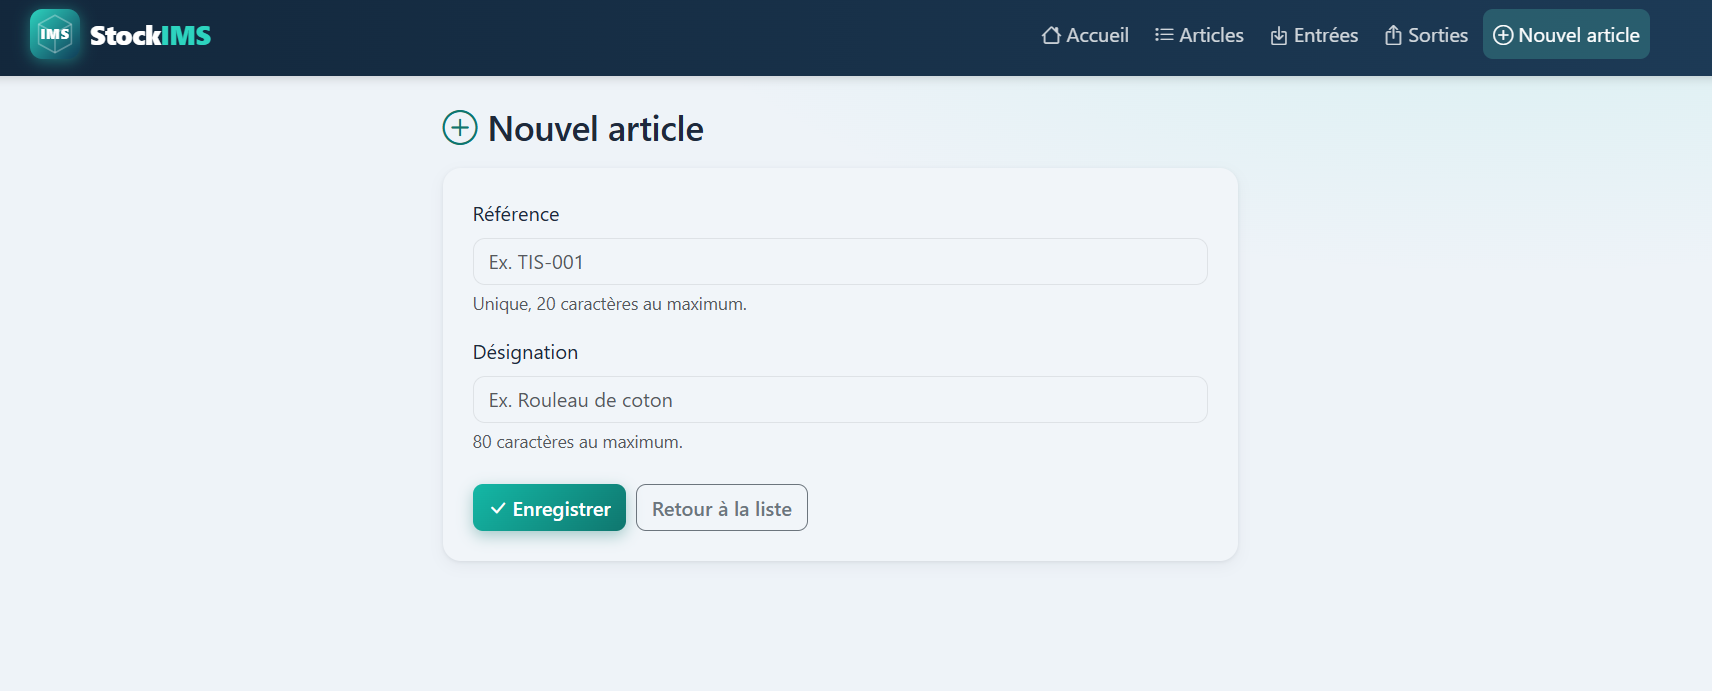 IMS StockIMS Accueil Articles Entrées Sorties Nouvel article
Nouvel article
Référence
Ex. TIS-001
Unique, 20 caractères au maximum.
Désignation
Ex. Rouleau de coton
80 caractères au maximum.
Enregistrer Retour à la liste